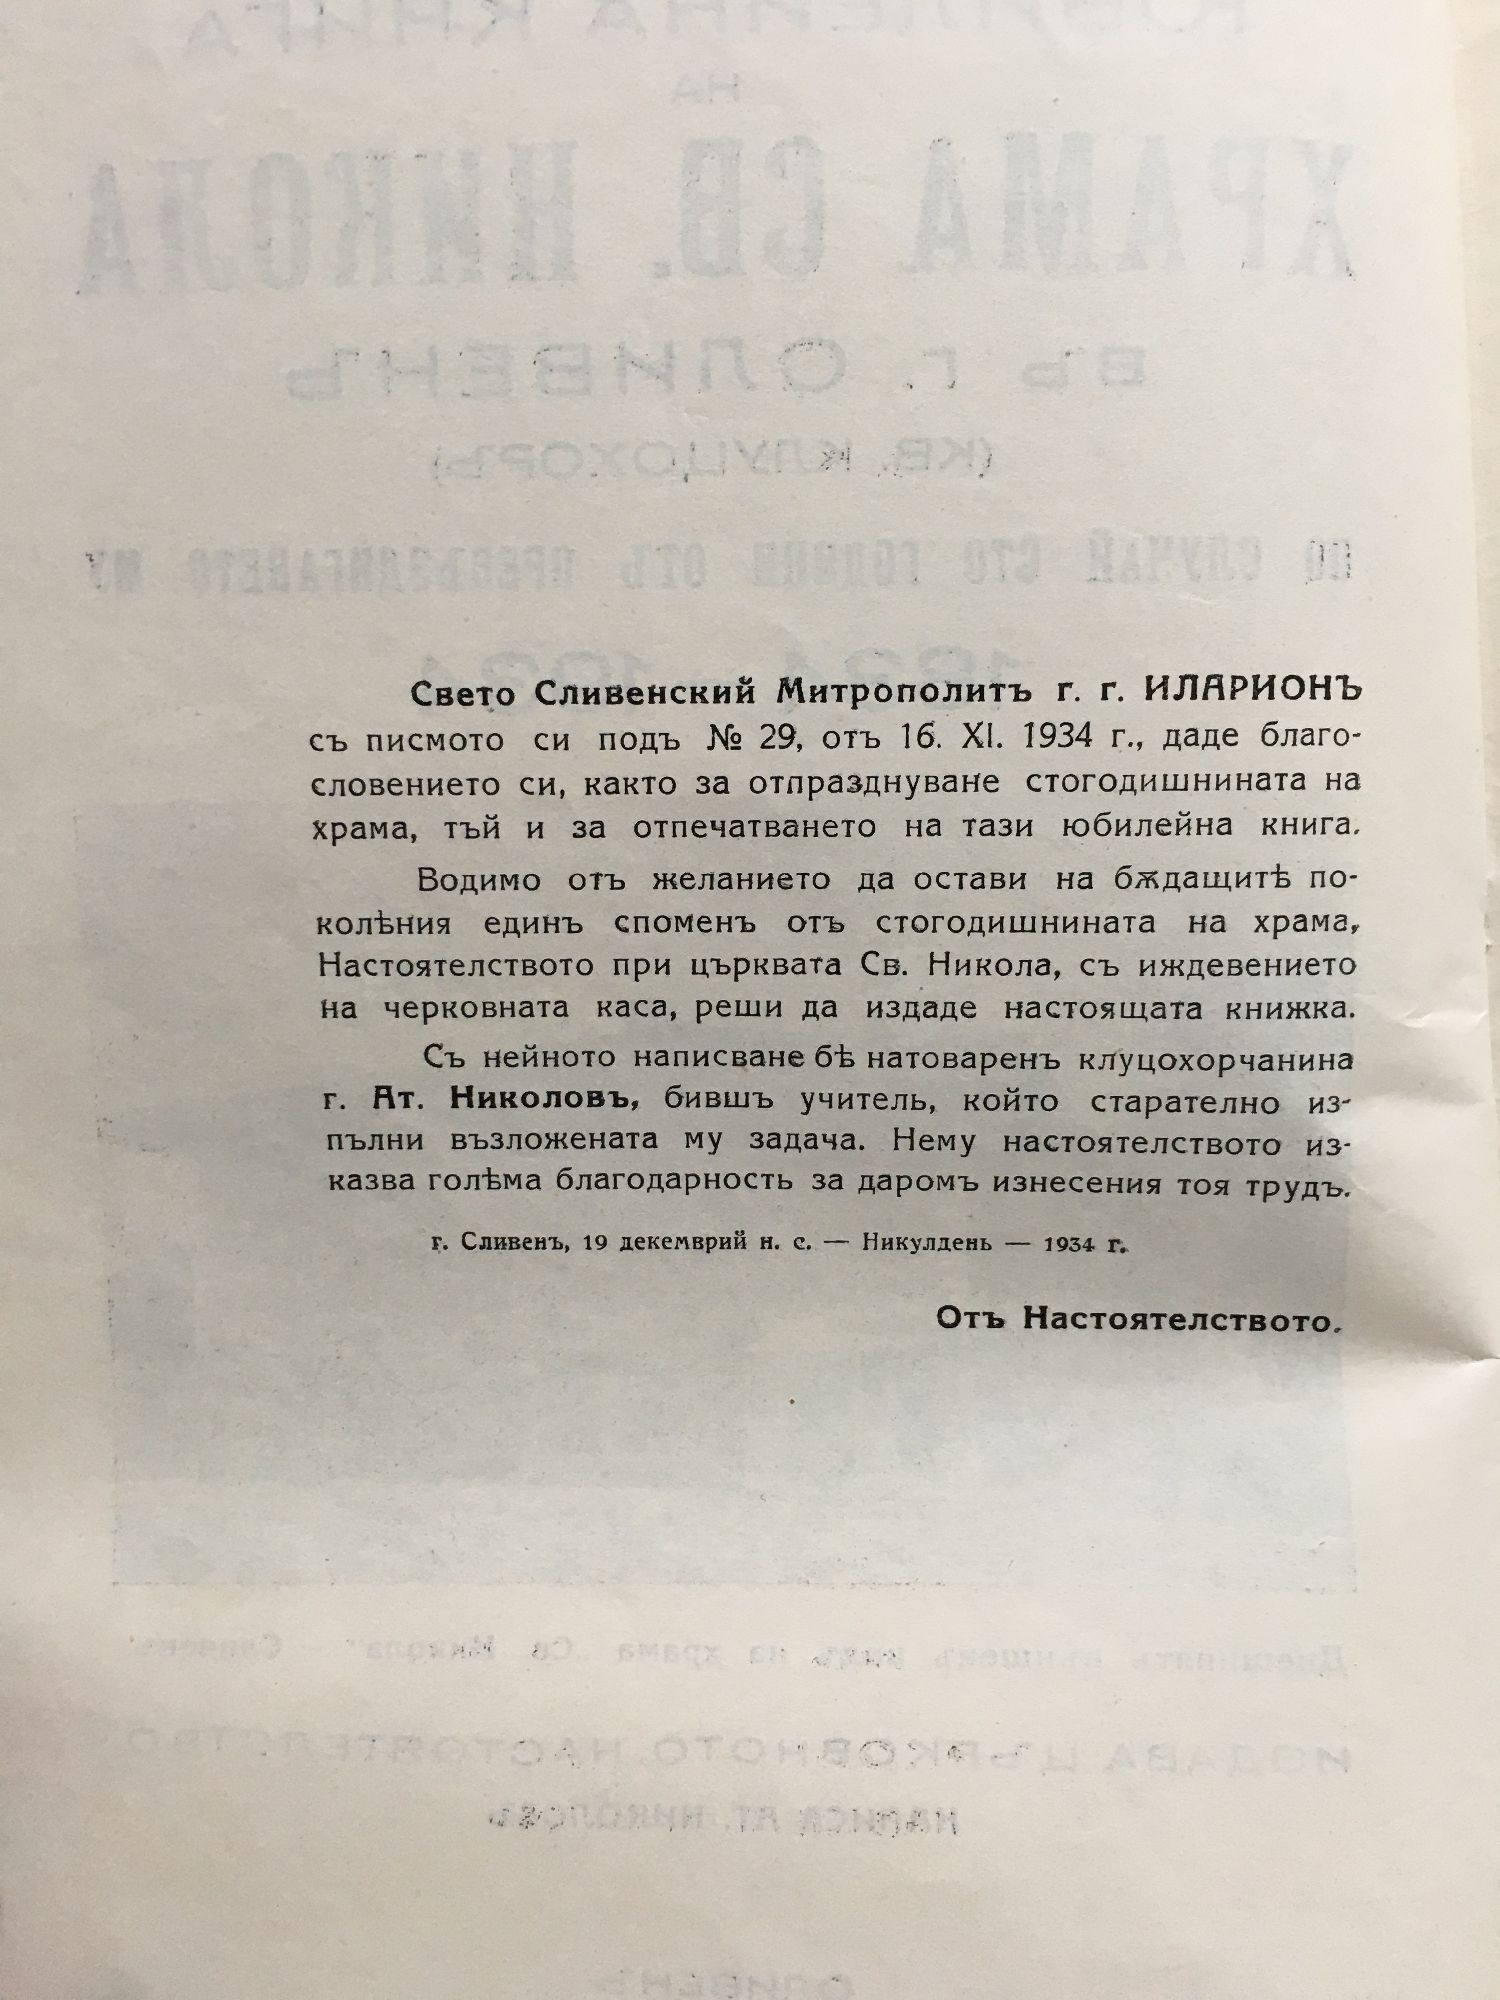 Свето Сливенский Митрополитъ г. г. ИЛАРИОНЪ
съ писмото си подъ № 29, отъ 16. XI. 1934 г., даде благо-
словението си, както за отпразднуване стогодишнината на
храма, тъй и за отпечатването на тази юбилейна книга.
Водимо отъ желанието да остави на бѫдащитѣ по-
колѣния единъ споменъ отъ стогодишнината на храма,
Настоятелството при църквата Св. Никола, съ иждевението
на черковната каса, реши да издаде настоящата книжка.
Съ нейното написване бѣ натоваренъ клуцохорчанина
г. Ат. Николовъ, бившъ учитель, който старателно из-
пълни възложената му задача. Нему настоятелството из-
казва голѣма благодарность за даромъ изнесения тоя трудъ.
г. Сливенъ, 19 декемврий н. с. — Никулдень — 1934 г.
Отъ Настоятелството.